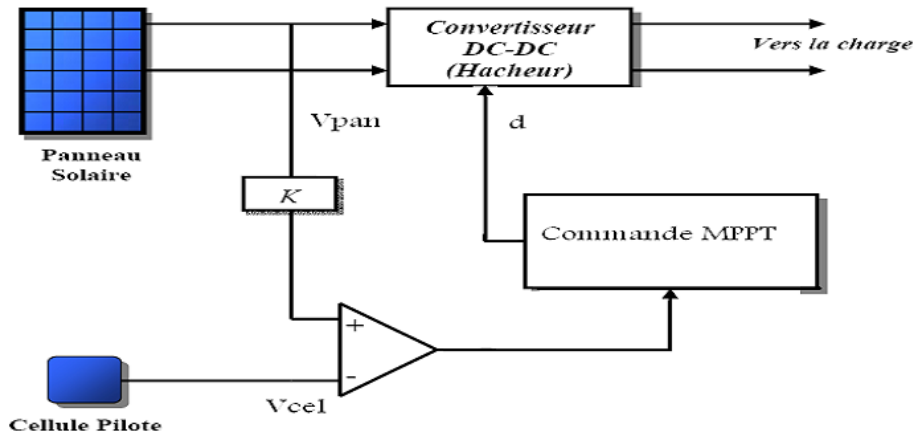 Convertisseur
DC-DC
(Hacheur)
Vers la charge
Vpan
d
Panneau
Solaire
K
Commande MPPT
+
-
Vcel
Cellule Pilote